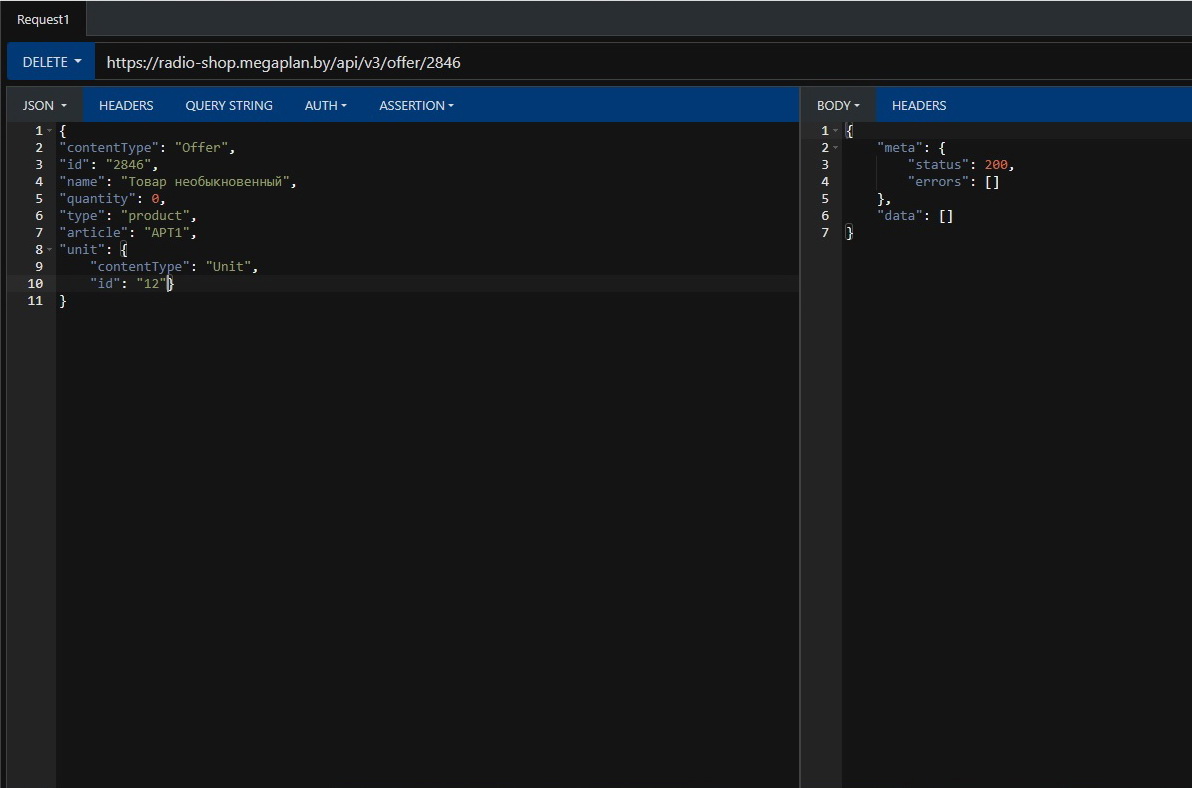 Request1
DELETE https://radio-shop.megaplan.by/api/v3/offer/2846
JSON HEADERS QUERY STRING AUTH ASSERTION
1 {
2 "contentType": "Offer",
3 "id": "2846",
4 "name": "Товар необыкновенный",
5 "quantity": 0,
6 "type": "product",
7 "article": "АРТ1",
8 "unit": {
9 "contentType": "Unit",
10 "id": "12"}
11 }
BODY HEADERS
1 {
2 "meta": {
3 "status": 200,
4 "errors": []
5 },
6 "data": []
7 }